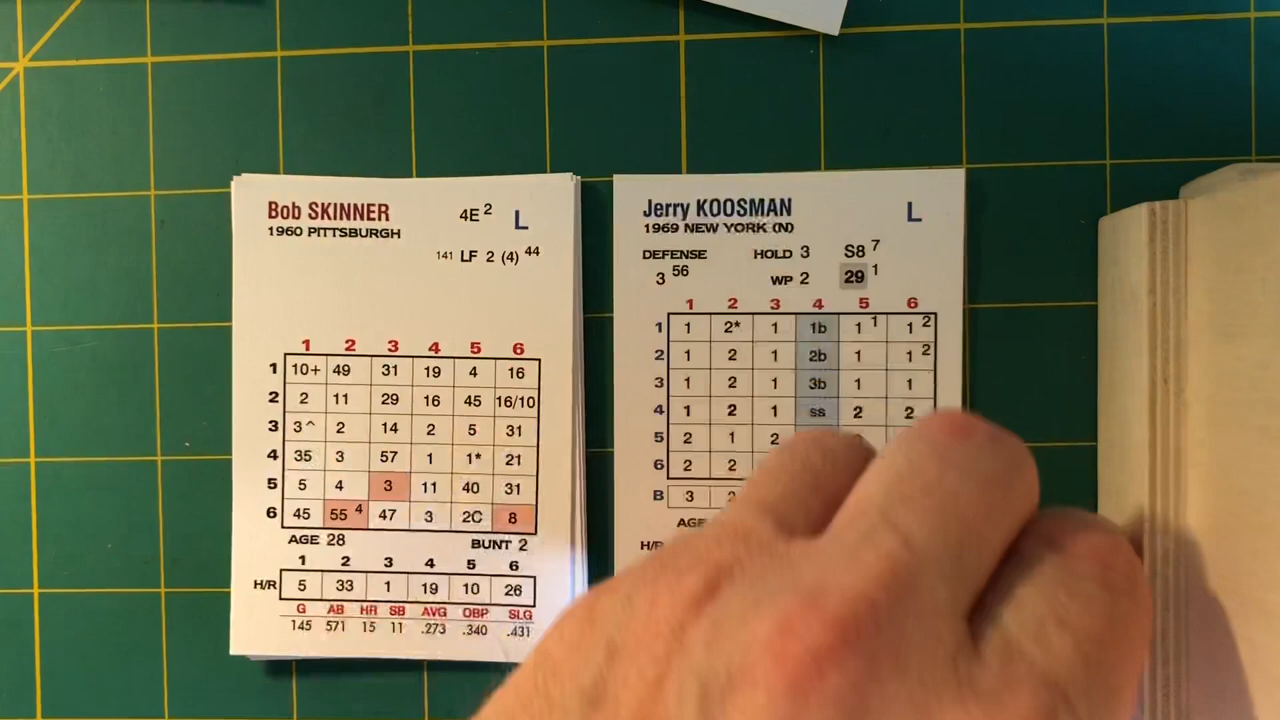 Bob SKINNER 4E 2 L
1960 PITTSBURGH
141 LF 2 (4) 44
1 2 3 4 5 6
1 10+ 49 31 19 4 16
2 2 11 29 16 45 16/10
3 3^ 2 14 2 5 31
4 35 3 57 1 1* 21
5 5 4 3 11 40 31
6 45 55 4 47 3 2C 8
AGE 28 BUNT 2
1 2 3 4 5 6
H/R 5 33 1 19 10 26
G AB HR SB AVG OBP SLG
145 571 15 11 .273 .340 .431
Jerry KOOSMAN L
1969 NEW YORK (N)
DEFENSE HOLD 3 S8 7
3 56 WP 2 29 1
1 2 3 4 5 6
1 1 2* 1 1b 1 1 1 2
2 1 2 1 2b 1 1 2
3 1 2 1 3b 1 1
4 1 2 1 ss 2 2
5 2 1 2
6 2 2
B 3
AGE
H/R